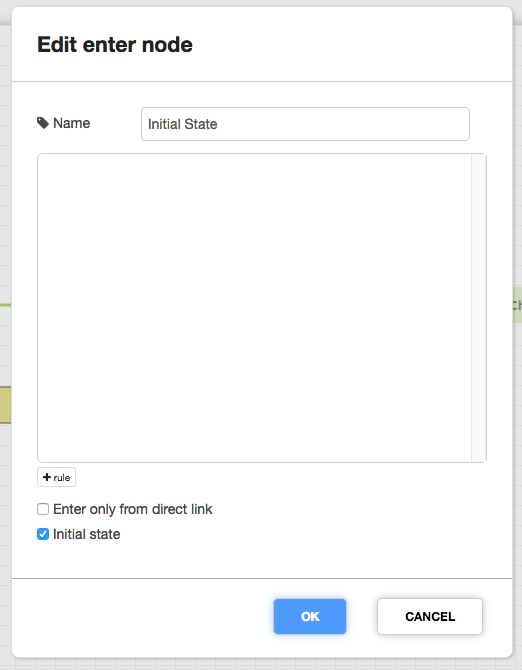 Edit enter node
Name
Initial State
rule
Enter only from direct link
Initial state
OK
CANCEL